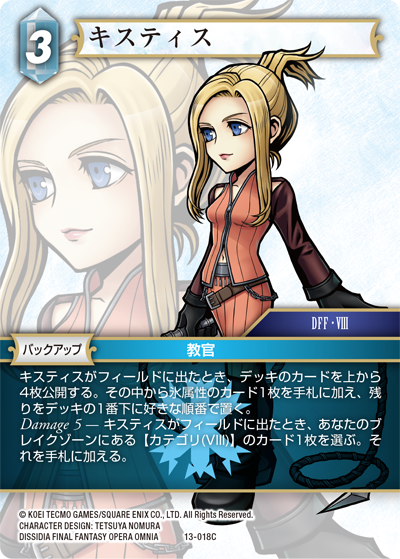 3
キスティス
DFF・VIII
バックアップ
教官
キスティスがフィールドに出たとき、デッキのカードを上から
4枚公開する。その中から氷属性のカード1枚を手札に加え、残
りをデッキの1番下に好きな順番で置く。
Damage 5 — キスティスがフィールドに出たとき、あなたのブ
レイクゾーンにある【カテゴリ(VIII)】のカード1枚を選ぶ。そ
れを手札に加える。
© KOEI TECMO GAMES/SQUARE ENIX CO., LTD. All Rights Reserved.
CHARACTER DESIGN: TETSUYA NOMURA
DISSIDIA FINAL FANTASY OPERA OMNIA 13-018C